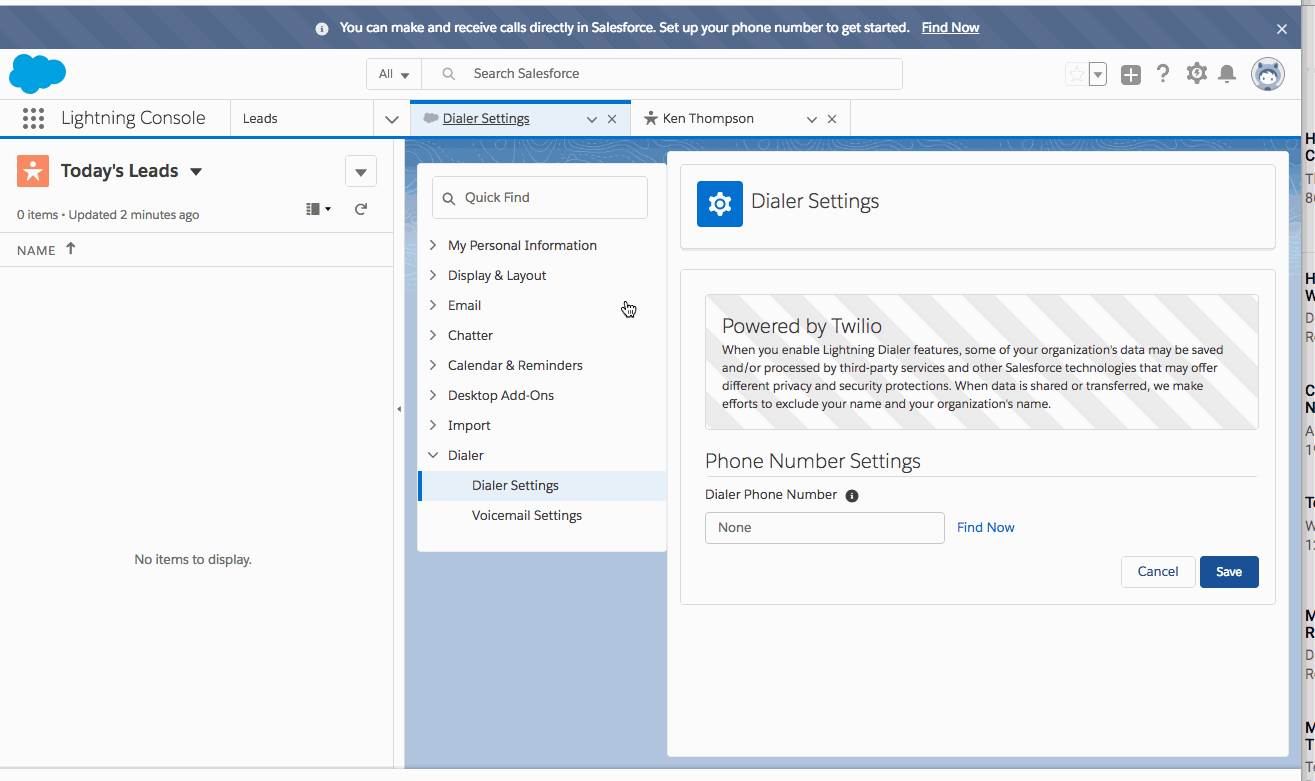 You can make and receive calls directly in Salesforce. Set up your phone number to get started. Find Now
All Search Salesforce
Lightning Console Leads Dialer Settings Ken Thompson
Today's Leads
0 items • Updated 2 minutes ago
NAME
No items to display.
Quick Find
My Personal Information
Display & Layout
Email
Chatter
Calendar & Reminders
Desktop Add-Ons
Import
Dialer
Dialer Settings
Voicemail Settings
Dialer Settings
Powered by Twilio
When you enable Lightning Dialer features, some of your organization's data may be saved
and/or processed by third-party services and other Salesforce technologies that may offer
different privacy and security protections. When data is shared or transferred, we make
efforts to exclude your name and your organization's name.
Phone Number Settings
Dialer Phone Number
None Find Now
Cancel Save